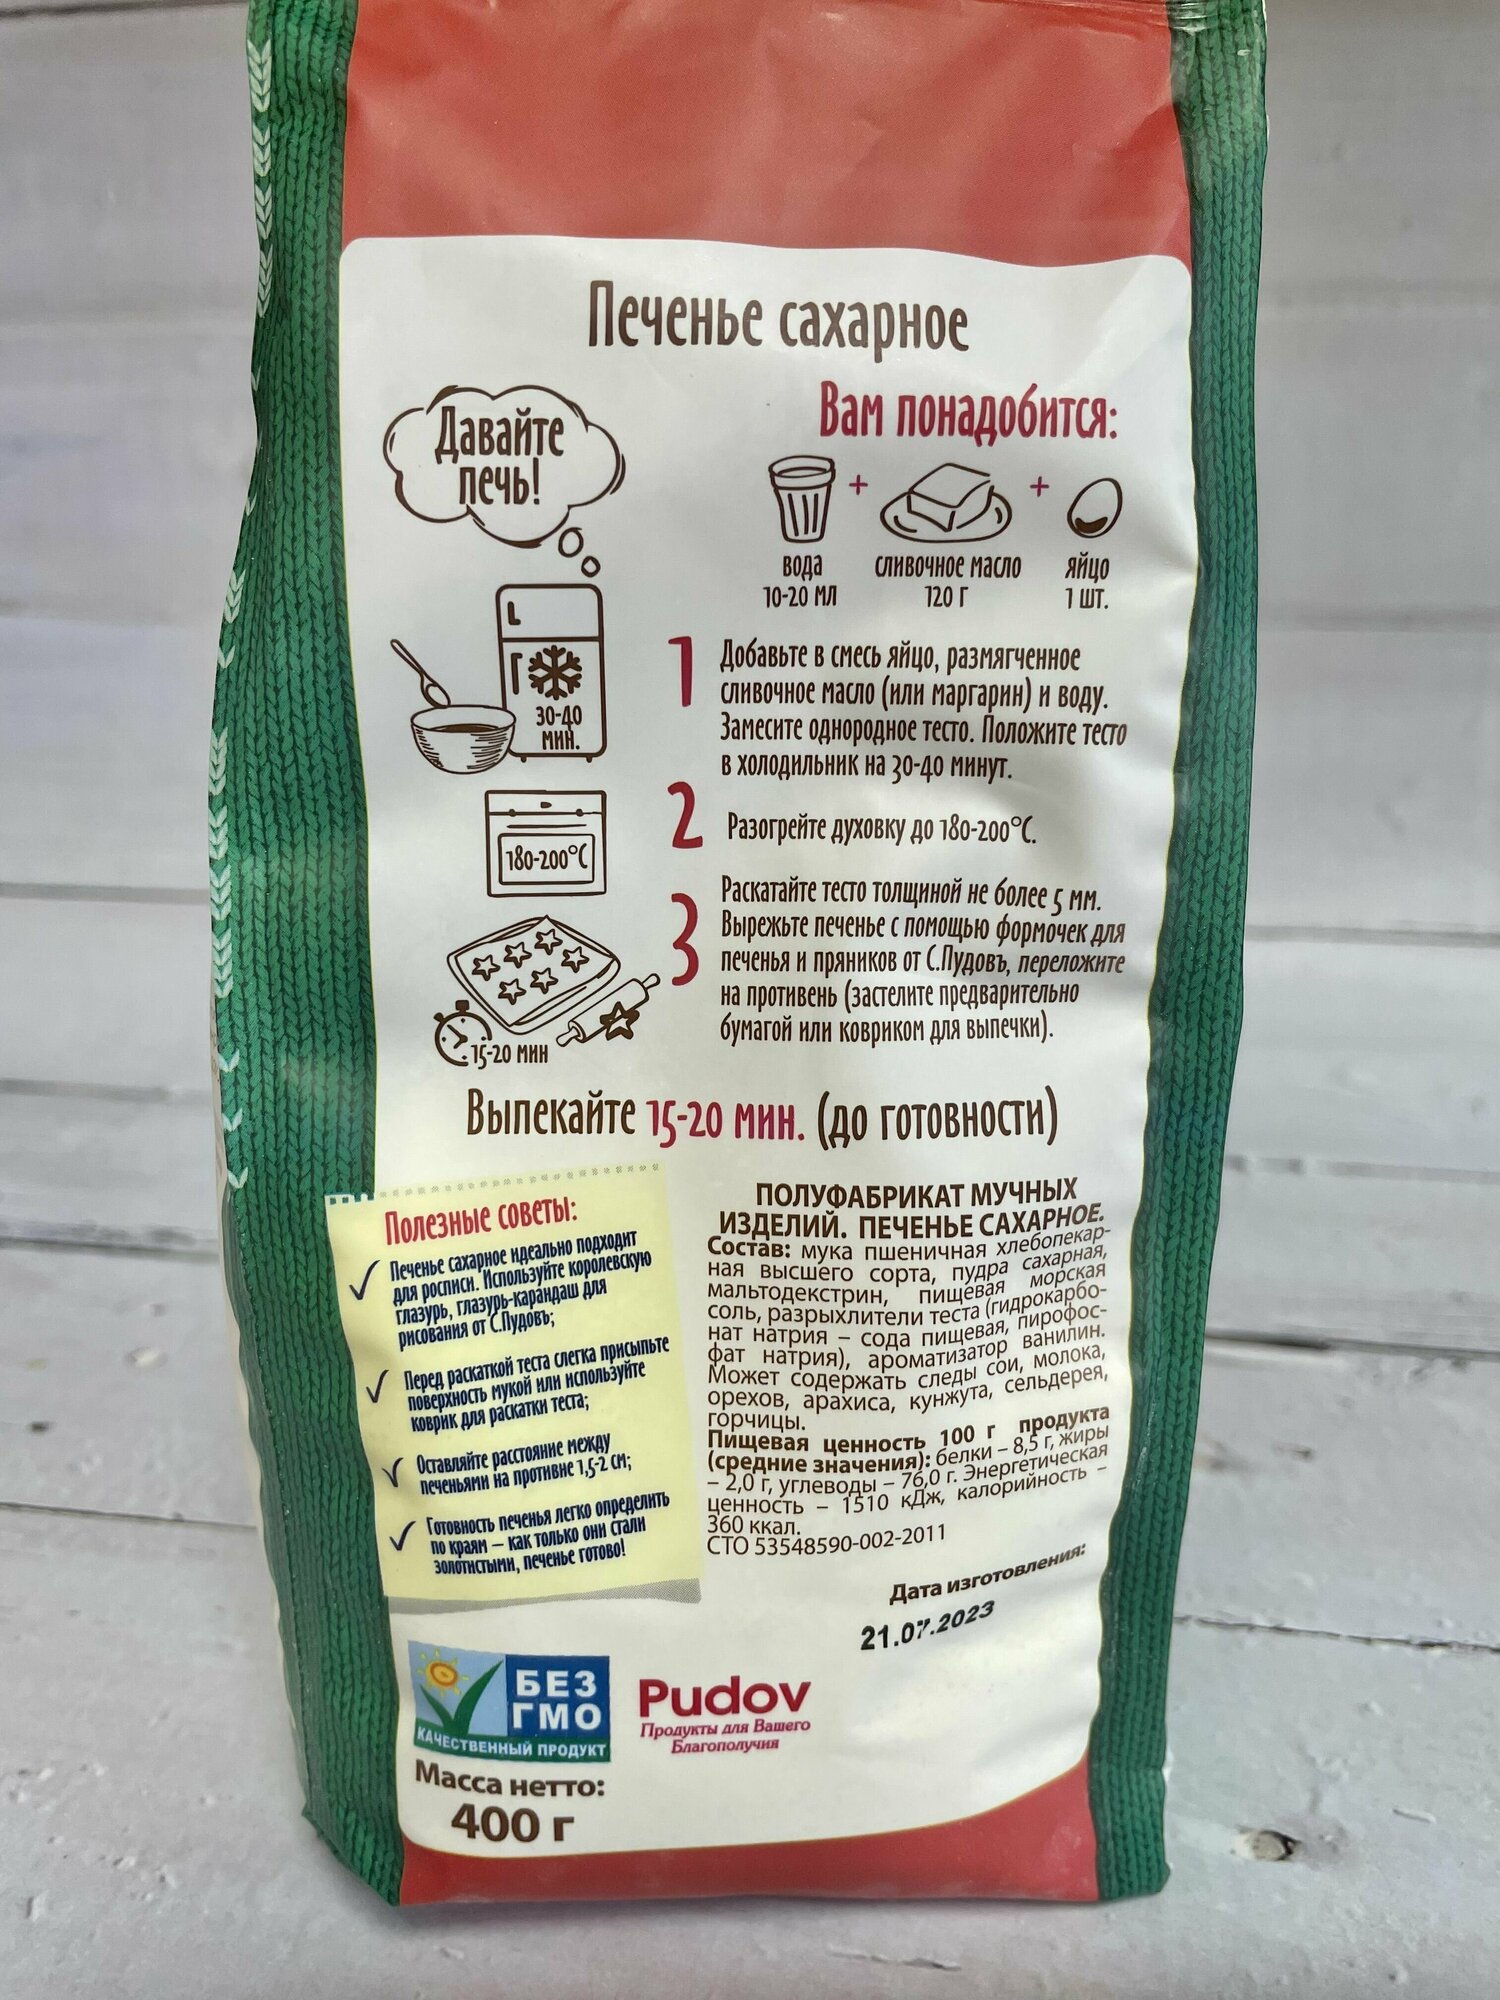 Печенье сахарное
Давайте
печь!
Вам понадобится:
+
+
вода
10-20 мл
сливочное масло
120 г
яйцо
1 шт.
30-40
мин.
1
Добавьте в смесь яйцо, размягченное
сливочное масло (или маргарин) и воду.
Замесите однородное тесто. Положите тесто
в холодильник на 30-40 минут.
180-200°С
2
Разогрейте духовку до 180-200°С.
15-20 мин
3
Раскатайте тесто толщиной не более 5 мм.
Вырежьте печенье с помощью формочек для
печенья и пряников от С.Пудовъ, переложите
на противень (застелите предварительно
бумагой или ковриком для выпечки).
Выпекайте 15-20 мин. (до готовности)
Полезные советы:
Печенье сахарное идеально подходит
для росписи. Используйте королевскую
глазурь, глазурь-карандаш для
рисования от С.Пудовъ;
Перед раскаткой теста слегка присыпьте
поверхность мукой или используйте
коврик для раскатки теста;
Оставляйте расстояние между
печеньями на противне 1,5-2 см;
Готовность печенья легко определить
по краям – как только они стали
золотистыми, печенье готово!
ПОЛУФАБРИКАТ МУЧНЫХ
ИЗДЕЛИЙ. ПЕЧЕНЬЕ САХАРНОЕ.
Состав: мука пшеничная хлебопекар-
ная высшего сорта, пудра сахарная,
мальтодекстрин, пищевая морская
соль, разрыхлители теста (гидрокарбо-
нат натрия – сода пищевая, пирофос-
фат натрия), ароматизатор ванилин.
Может содержать следы сои, молока,
орехов, арахиса, кунжута, сельдерея,
горчицы.
Пищевая ценность 100 г продукта
(средние значения): белки – 8,5 г, жиры
– 2,0 г, углеводы – 76,0 г. Энергетическая
ценность – 1510 кДж, калорийность –
360 ккал.
СТО 53548590-002-2011
Дата изготовления:
21.07.2023
БЕЗ
ГМО
КАЧЕСТВЕННЫЙ ПРОДУКТ
Pudov
Продукты для Вашего
Благополучия
Масса нетто:
400 г